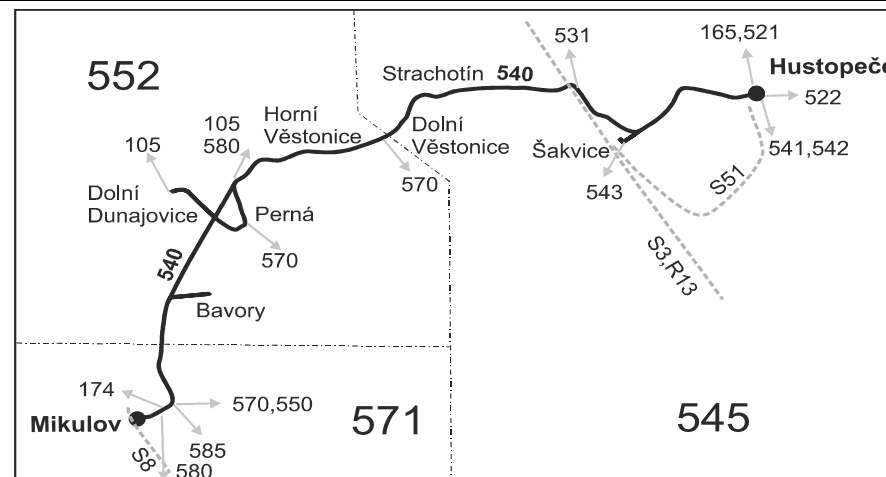 552
531
165,521
Hustopeče
Strachotín 540
522
105
580
Horní
Věstonice
Dolní
Věstonice
105
Šakvice
541,542
570
543
S51
Dolní
Dunajovice
Perná
570
540
S3,R13
Bavory
174
570,550
571
545
Mikulov
585
S8
580